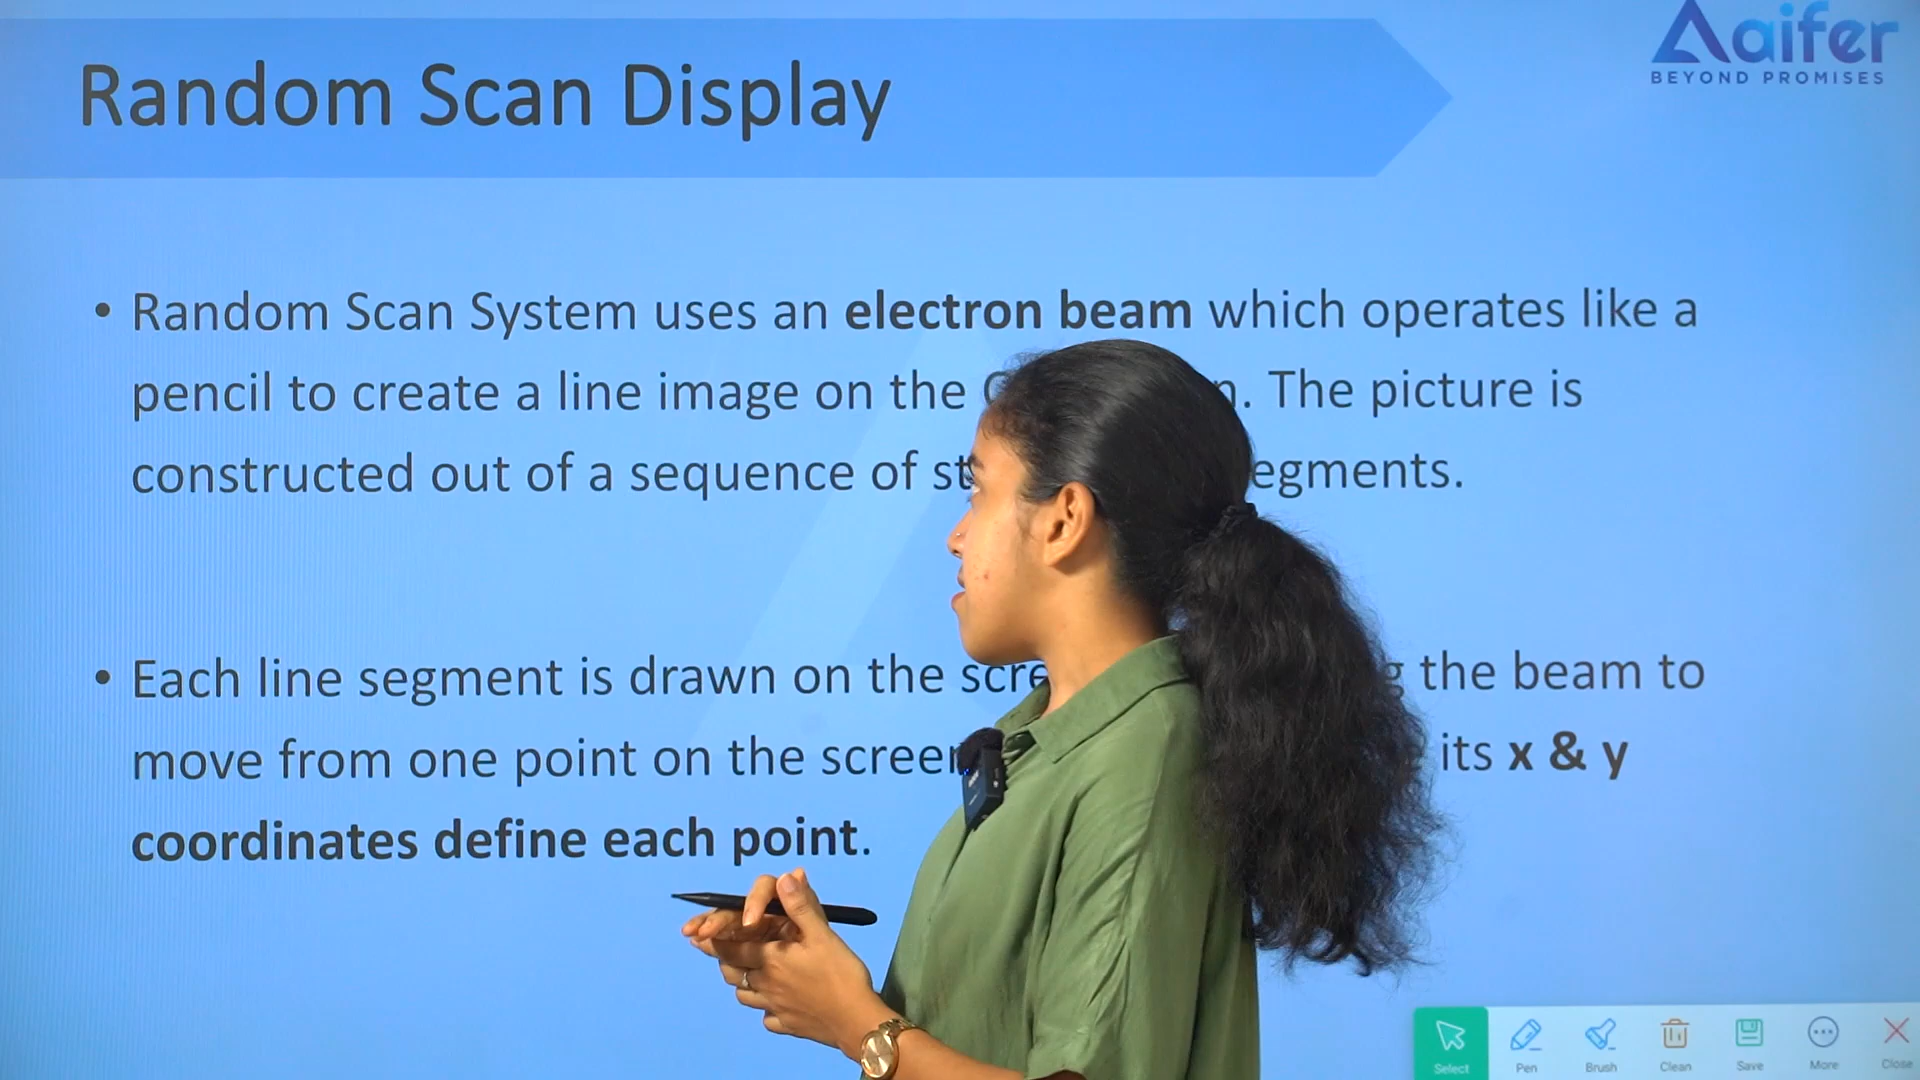 aifer
BEYOND PROMISES
Random Scan Display
• Random Scan System uses an electron beam which operates like a
pencil to create a line image on the . The picture is
constructed out of a sequence of egments.
• Each line segment is drawn on the the beam to
move from one point on the its x & y
coordinates define each point.
Select
Pen
Brush
Clean
Save
More
Close